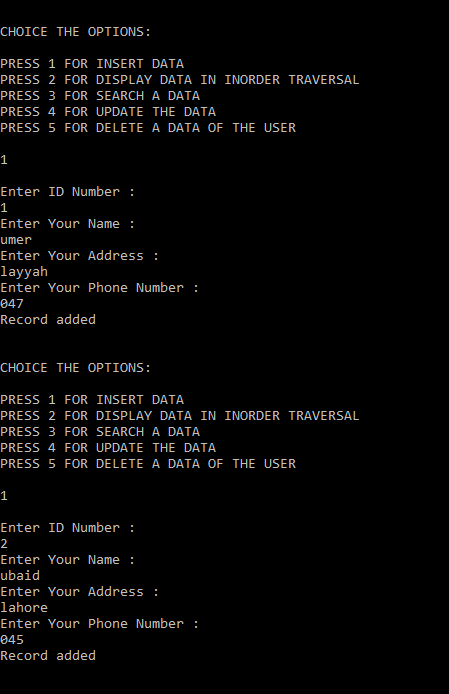 CHOICE THE OPTIONS:
PRESS 1 FOR INSERT DATA
PRESS 2 FOR DISPLAY DATA IN INORDER TRAVERSAL
PRESS 3 FOR SEARCH A DATA
PRESS 4 FOR UPDATE THE DATA
PRESS 5 FOR DELETE A DATA OF THE USER
1
Enter ID Number :
1
Enter Your Name :
umer
Enter Your Address :
layyah
Enter Your Phone Number :
047
Record added
CHOICE THE OPTIONS:
PRESS 1 FOR INSERT DATA
PRESS 2 FOR DISPLAY DATA IN INORDER TRAVERSAL
PRESS 3 FOR SEARCH A DATA
PRESS 4 FOR UPDATE THE DATA
PRESS 5 FOR DELETE A DATA OF THE USER
1
Enter ID Number :
2
Enter Your Name :
ubaid
Enter Your Address :
lahore
Enter Your Phone Number :
045
Record added